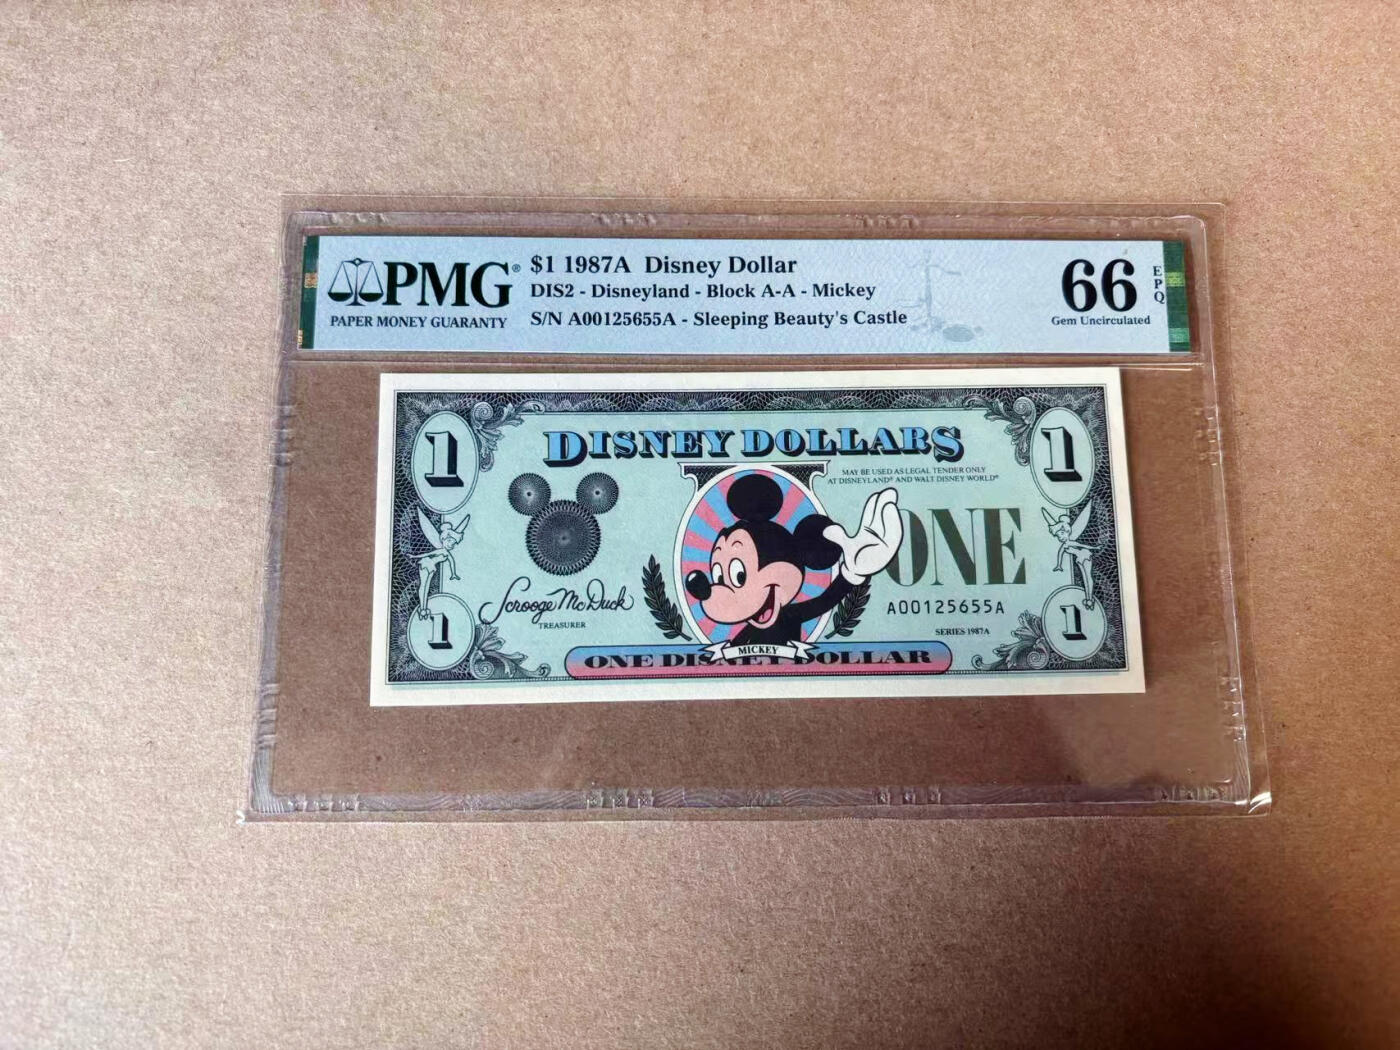 PMG®
PAPER MONEY GUARANTY
$1 1987A Disney Dollar
DIS2 - Disneyland - Block A-A - Mickey
S/N A00125655A - Sleeping Beauty's Castle
66
EPQ
Gem Uncirculated
1
1
DISNEY DOLLARS
MAY BE USED AS LEGAL TENDER ONLY
AT DISNEYLAND® AND WALT DISNEY WORLD®
ONE
A00125655A
Scrooge McDuck
TREASURER
SERIES 1987A
1
1
MICKEY
ONE DISNEY DOLLAR